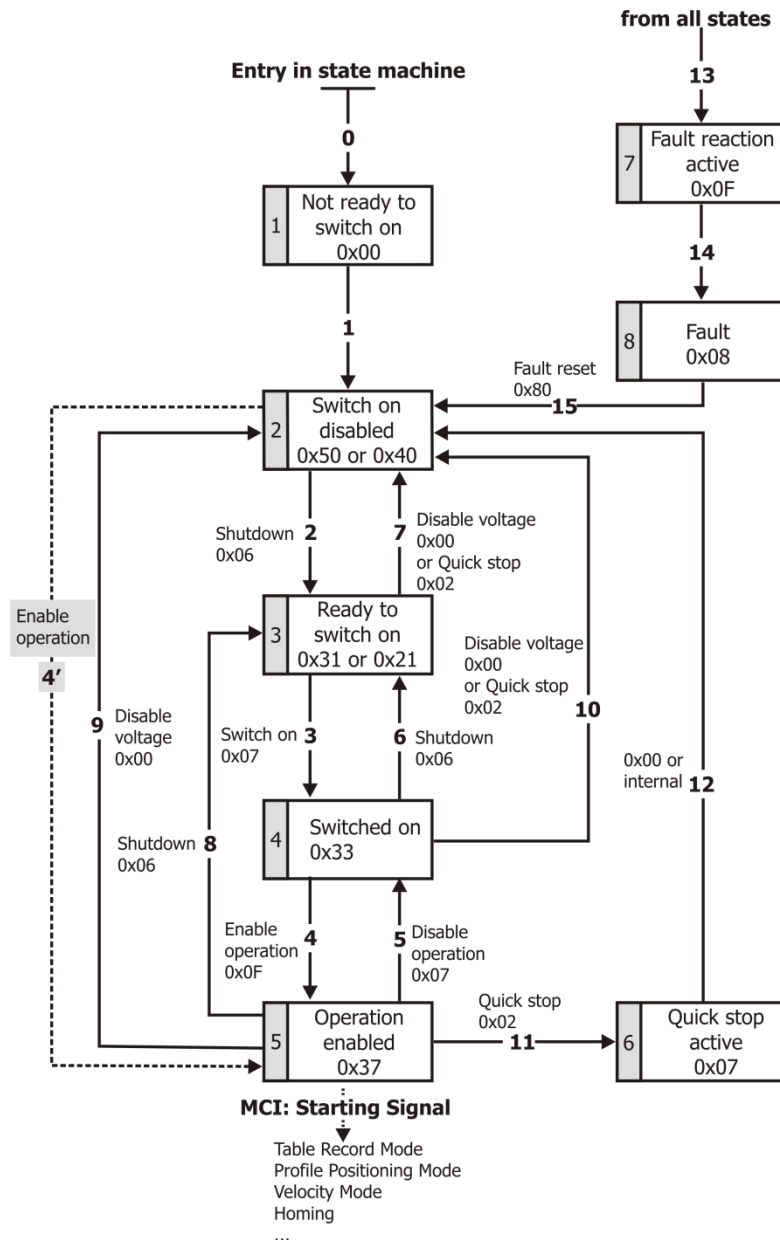 from all states
13
Entry in state machine
0
7
Fault reaction
active
0x0F
1
Not ready to
switch on
0x00
14
1
8
Fault
0x08
Fault reset
0x80
15
2
Switch on
disabled
0x50 or 0x40
Shutdown
0x06
2
7
Disable voltage
0x00
or Quick stop
0x02
Enable
operation
4’
3
Ready to
switch on
0x31 or 0x21
Disable voltage
0x00
or Quick stop
0x02
10
9
Disable
voltage
0x00
Switch on
0x07
3
6
Shutdown
0x06
0x00 or
internal
12
4
Switched on
0x33
Shutdown
0x06
8
Enable
operation
0x0F
4
5
Disable
operation
0x07
5
Operation
enabled
0x37
Quick stop
0x02
11
6
Quick stop
active
0x07
MCI: Starting Signal
Table Record Mode
Profile Positioning Mode
Velocity Mode
Homing
...